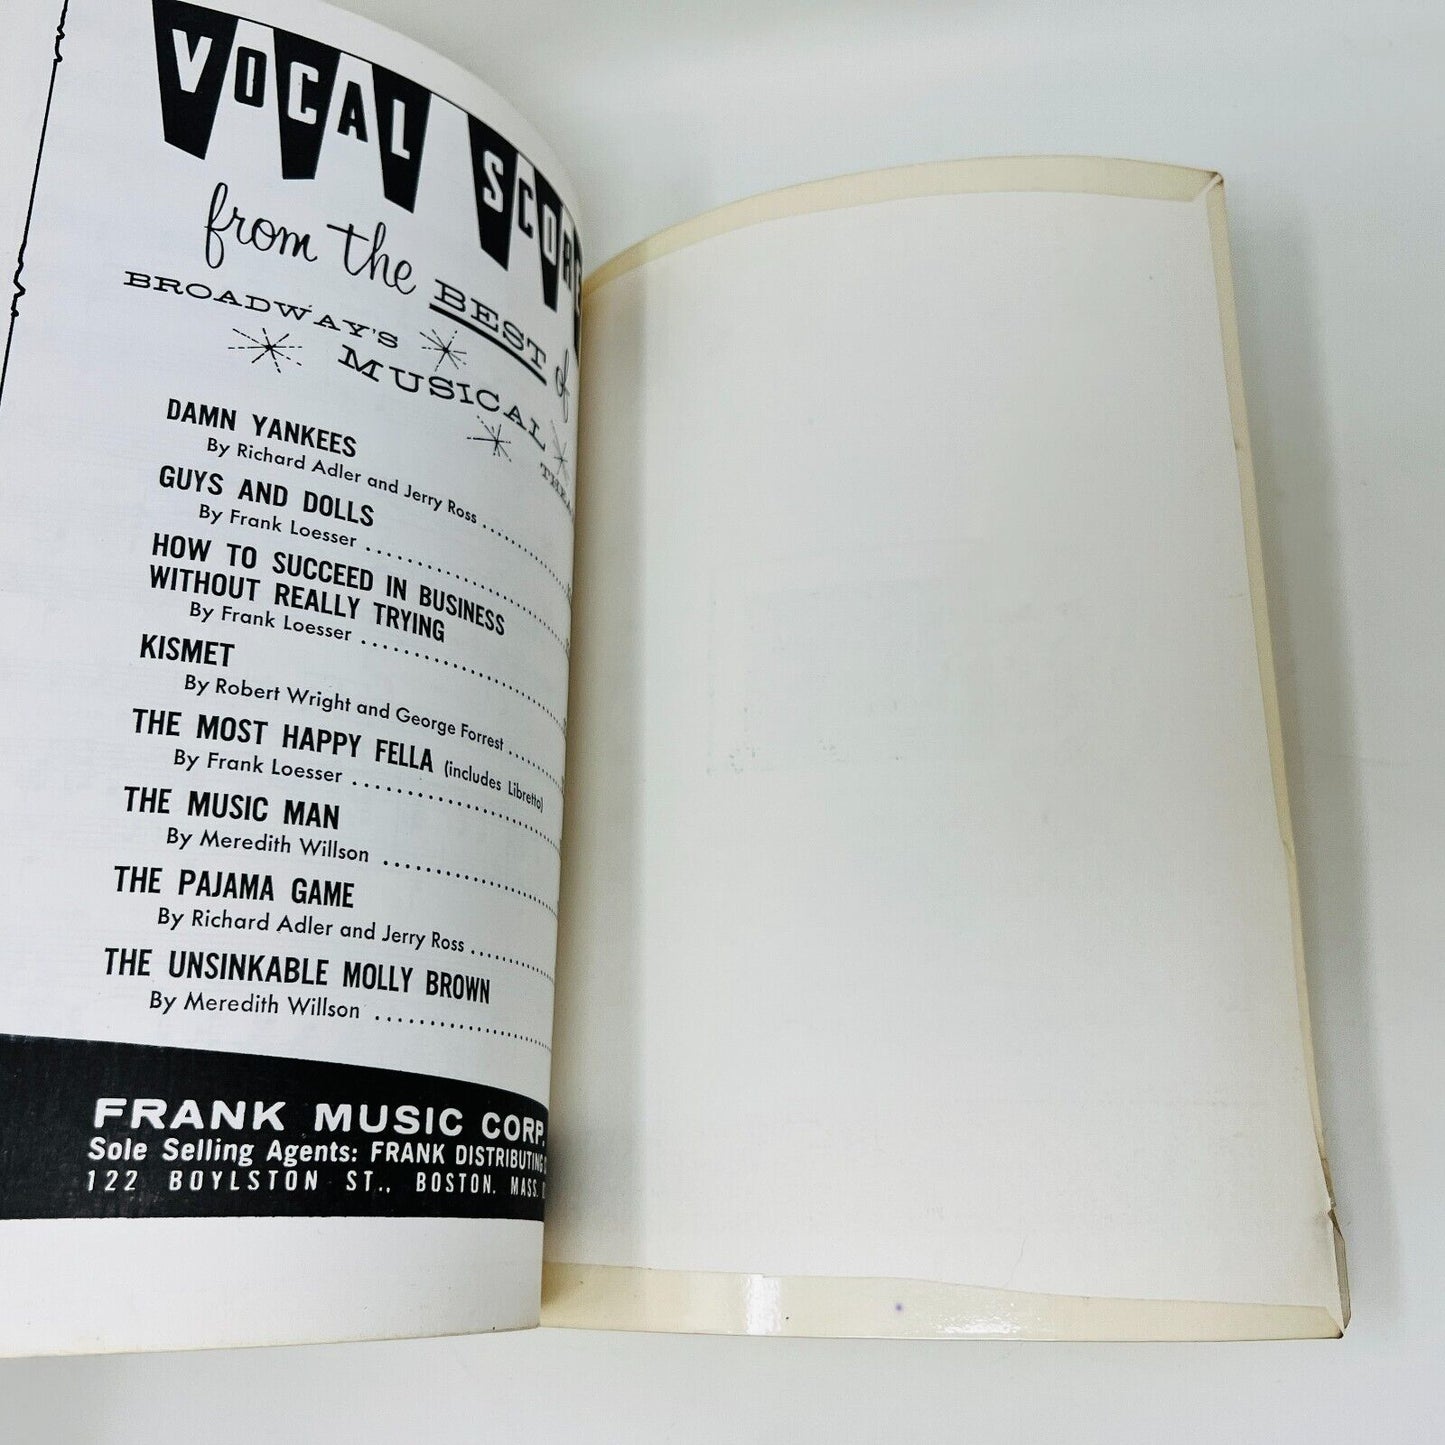 VOCAL
from the BEST of
BROADWAY'S
MUSICAL
DAMN YANKEES
By Richard Adler and Jerry Ross
GUYS AND DOLLS
By Frank Loesser
HOW TO SUCCEED IN BUSINESS
WITHOUT REALLY TRYING
By Frank Loesser
KISMET
By Robert Wright and George Forrest
THE MOST HAPPY FELLA (includes Libretto)
By Frank Loesser
THE MUSIC MAN
By Meredith Willson
THE PAJAMA GAME
By Richard Adler and Jerry Ross
THE UNSINKABLE MOLLY BROWN
By Meredith Willson
FRANK MUSIC CORP.
Sole Selling Agents: FRANK DISTRIBUTING
122 BOYLSTON ST., BOSTON, MASS.